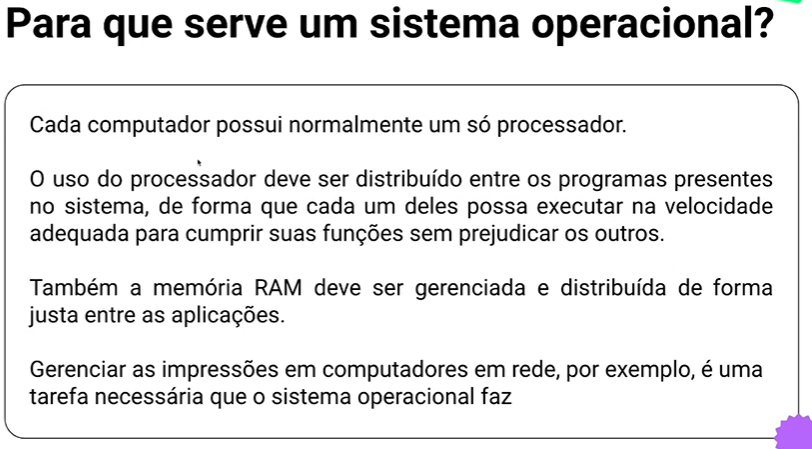 Para que serve um sistema operacional?
Cada computador possui normalmente um só processador.
O uso do processador deve ser distribuído entre os programas presentes
no sistema, de forma que cada um deles possa executar na velocidade
adequada para cumprir suas funções sem prejudicar os outros.
Também a memória RAM deve ser gerenciada e distribuída de forma
justa entre as aplicações.
Gerenciar as impressões em computadores em rede, por exemplo, é uma
tarefa necessária que o sistema operacional faz